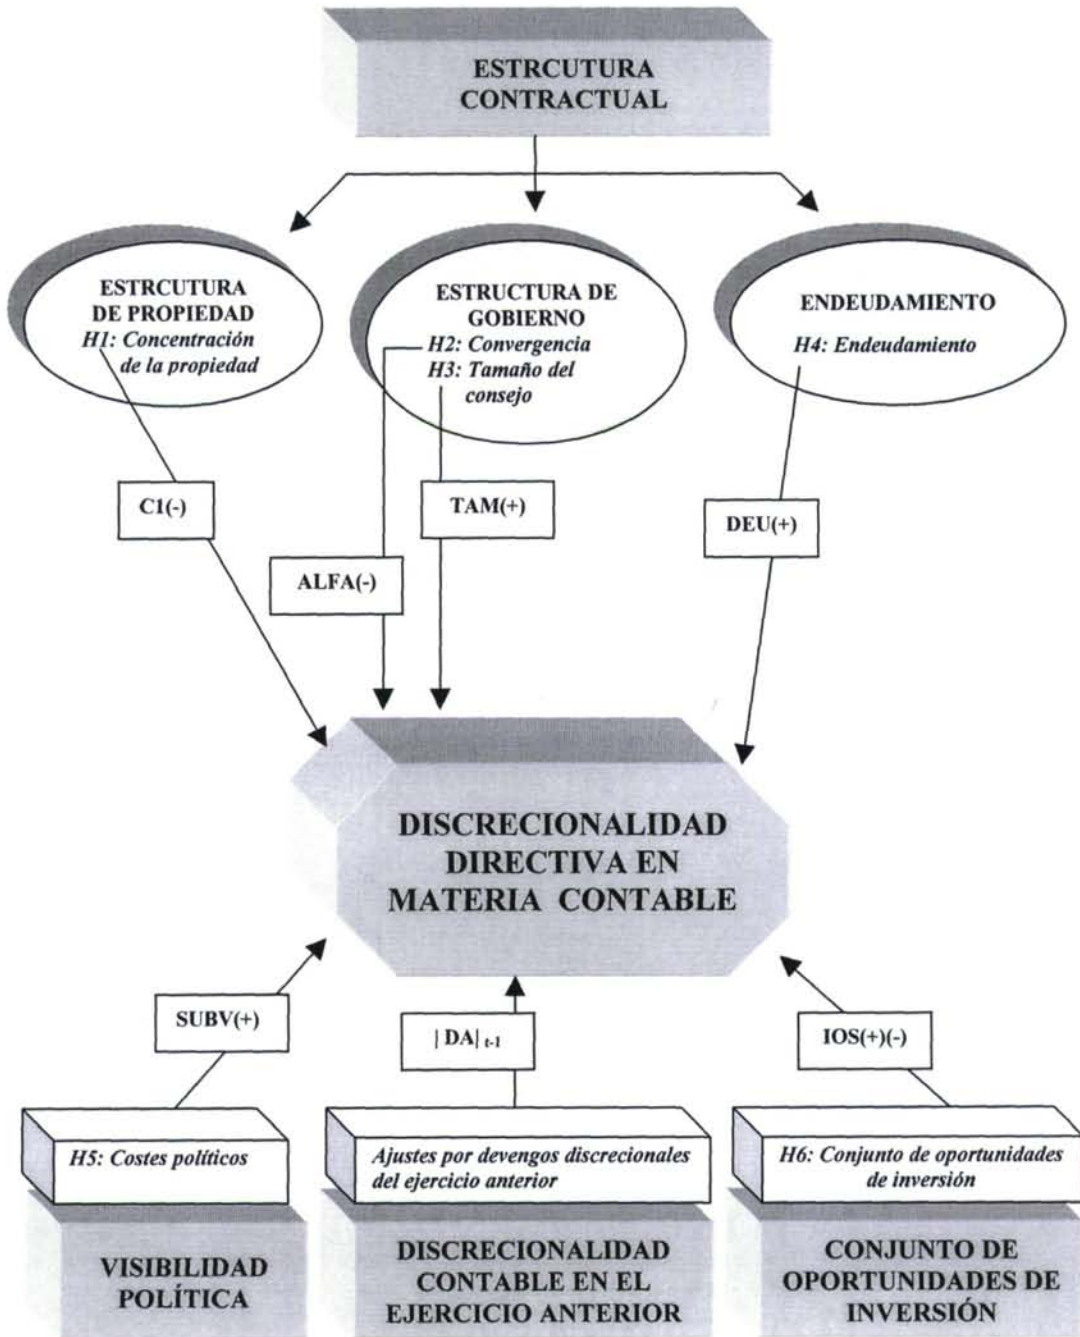 ESTRCUTURA
CONTRACTUAL
ESTRCUTURA
DE PROPIEDAD
H1: Concentración
de la propiedad
ESTRUCTURA DE
GOBIERNO
H2: Convergencia
H3: Tamaño del
consejo
ENDEUDAMIENTO
H4: Endeudamiento
C1(-)
TAM(+)
DEU(+)
ALFA(-)
DISCRECIONALIDAD
DIRECTIVA EN
MATERIA CONTABLE
SUBV(+)
|DA| t-1
IOS(+)(-)
H5: Costes políticos
Ajustes por devengos discrecionales
del ejercicio anterior
H6: Conjunto de oportunidades
de inversión
VISIBILIDAD
POLÍTICA
DISCRECIONALIDAD
CONTABLE EN EL
EJERCICIO ANTERIOR
CONJUNTO DE
OPORTUNIDADES DE
INVERSIÓN